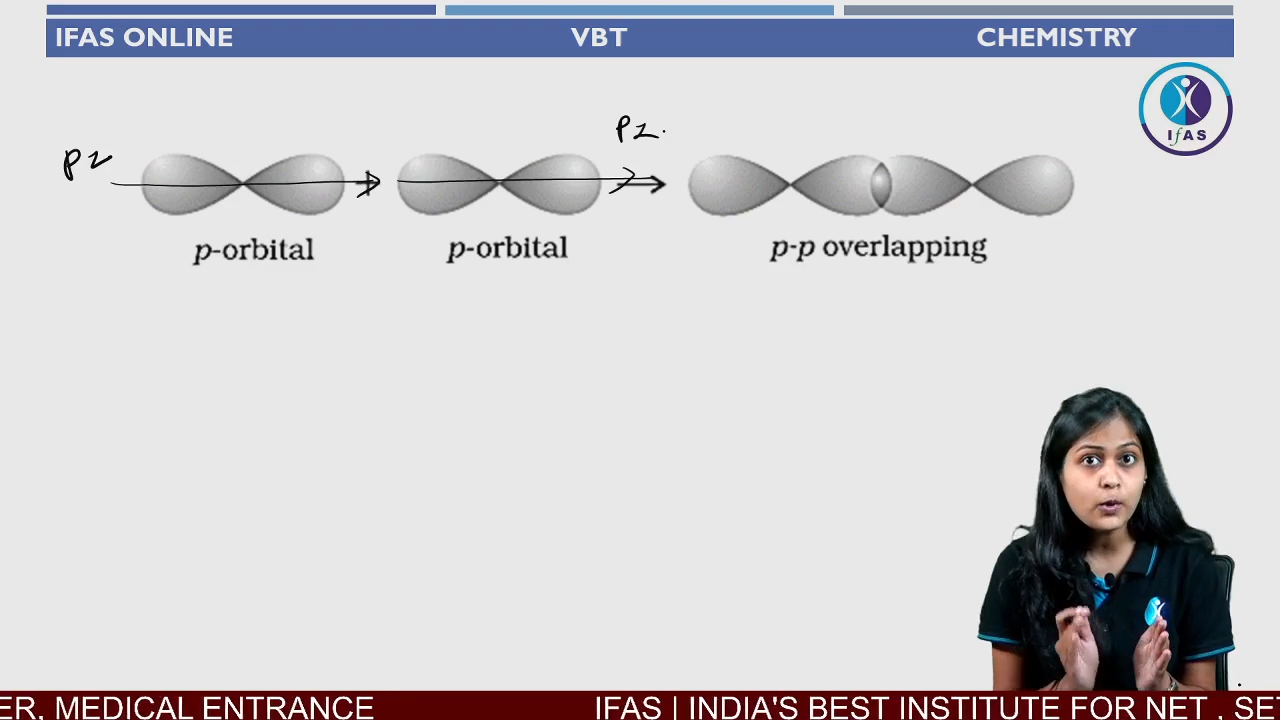 IFAS ONLINE VBT CHEMISTRY
IfAS
pz
pz.
p-orbital p-orbital p-p overlapping
ER, MEDICAL ENTRANCE IFAS | INDIA'S BEST INSTITUTE FOR NET , SE